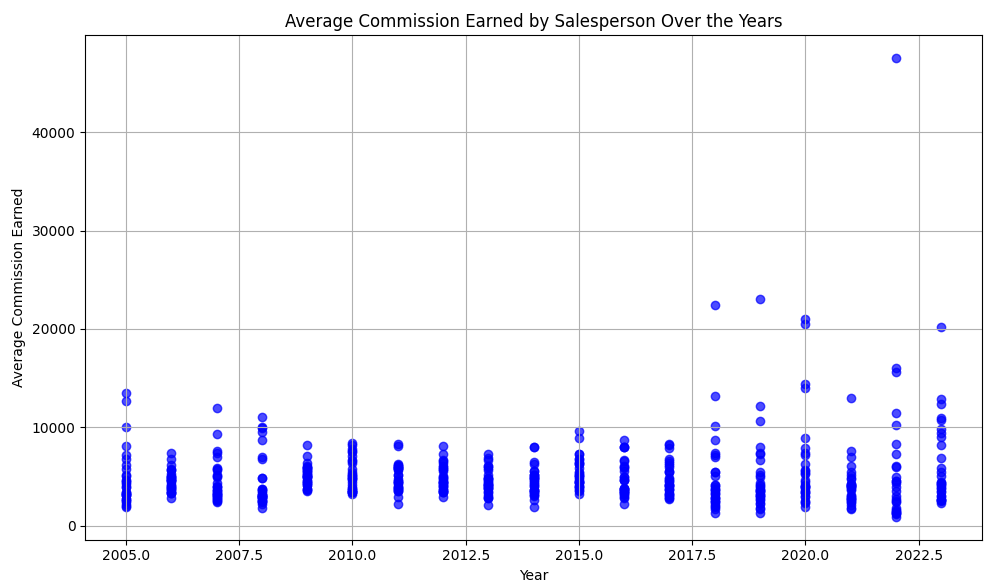 Average Commission Earned by Salesperson Over the Years
Average Commission Earned
40000
30000
20000
10000
0
2005.0 2007.5 2010.0 2012.5 2015.0 2017.5 2020.0 2022.5
Year